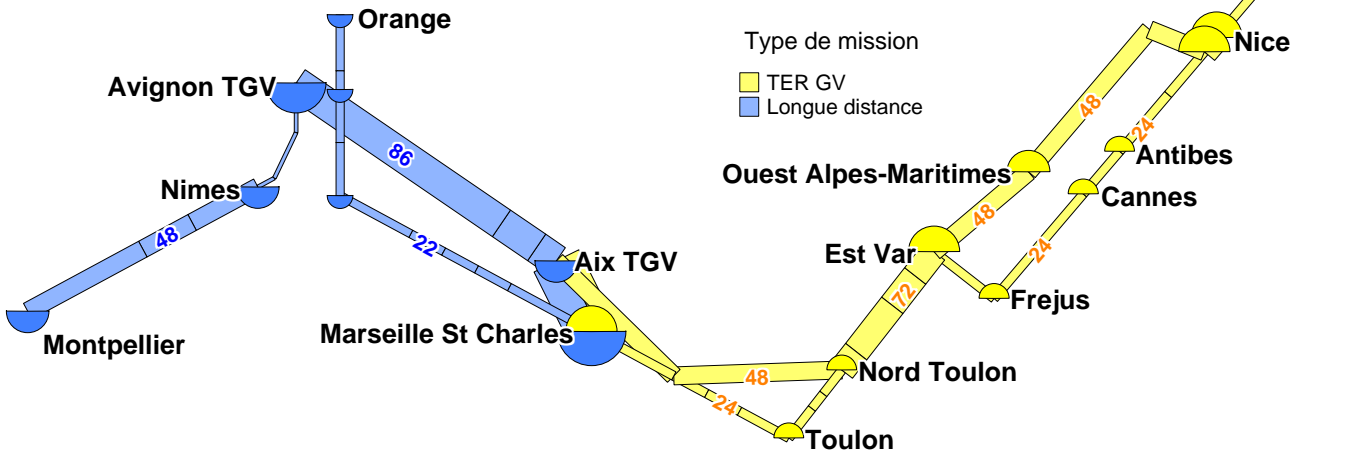 Orange
Type de mission
Nice
Avignon TGV
TER GV
Longue distance
48
86
24
Antibes
Ouest Alpes-Maritimes
Nimes
Cannes
48
48
22
Est Var
24
Aix TGV
72
Frejus
Marseille St Charles
Montpellier
48
Nord Toulon
24
Toulon